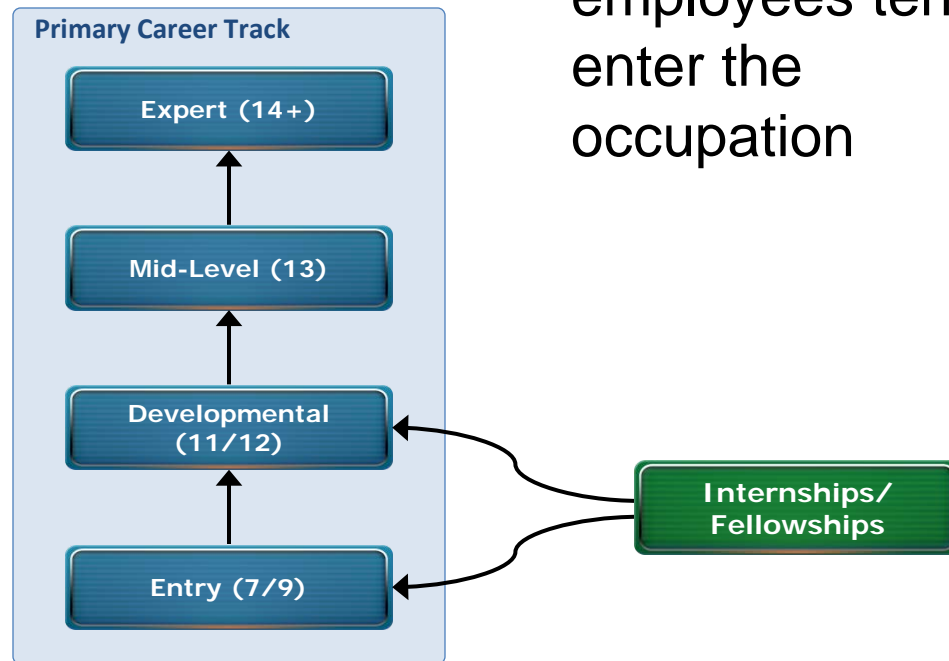 employees
enter the
occupation
Primary Career Track
Expert (14+)
Mid-Level (13)
Developmental
(11/12)
Entry (7/9)
Internships/
Fellowships